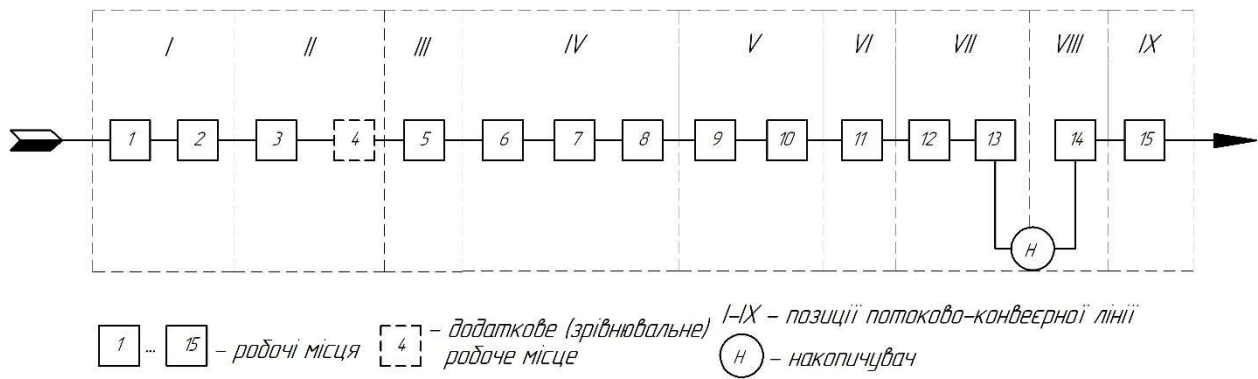 I II III IV V VI VII VIII IX
1 2 3 4 5 6 7 8 9 10 11 12 13 14 15
Н
1 ... 15 – робочі місця
4 – додаткове (зрівнювальне)
робоче місце
I-IX – позиції потоково-конвеєрної лінії
Н – накопичувач